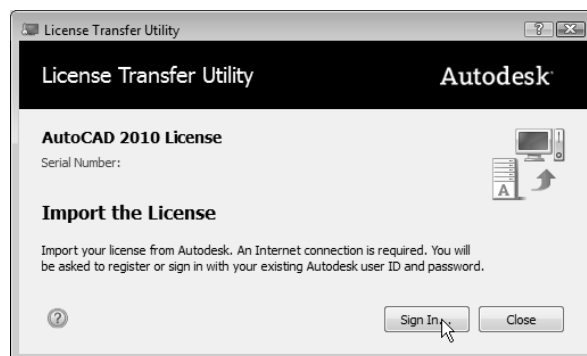 License Transfer Utility
License Transfer Utility Autodesk
AutoCAD 2010 License
Serial Number:
A
Import the License
Import your license from Autodesk. An Internet connection is required. You will
be asked to register or sign in with your existing Autodesk user ID and password.
Sign In... Close